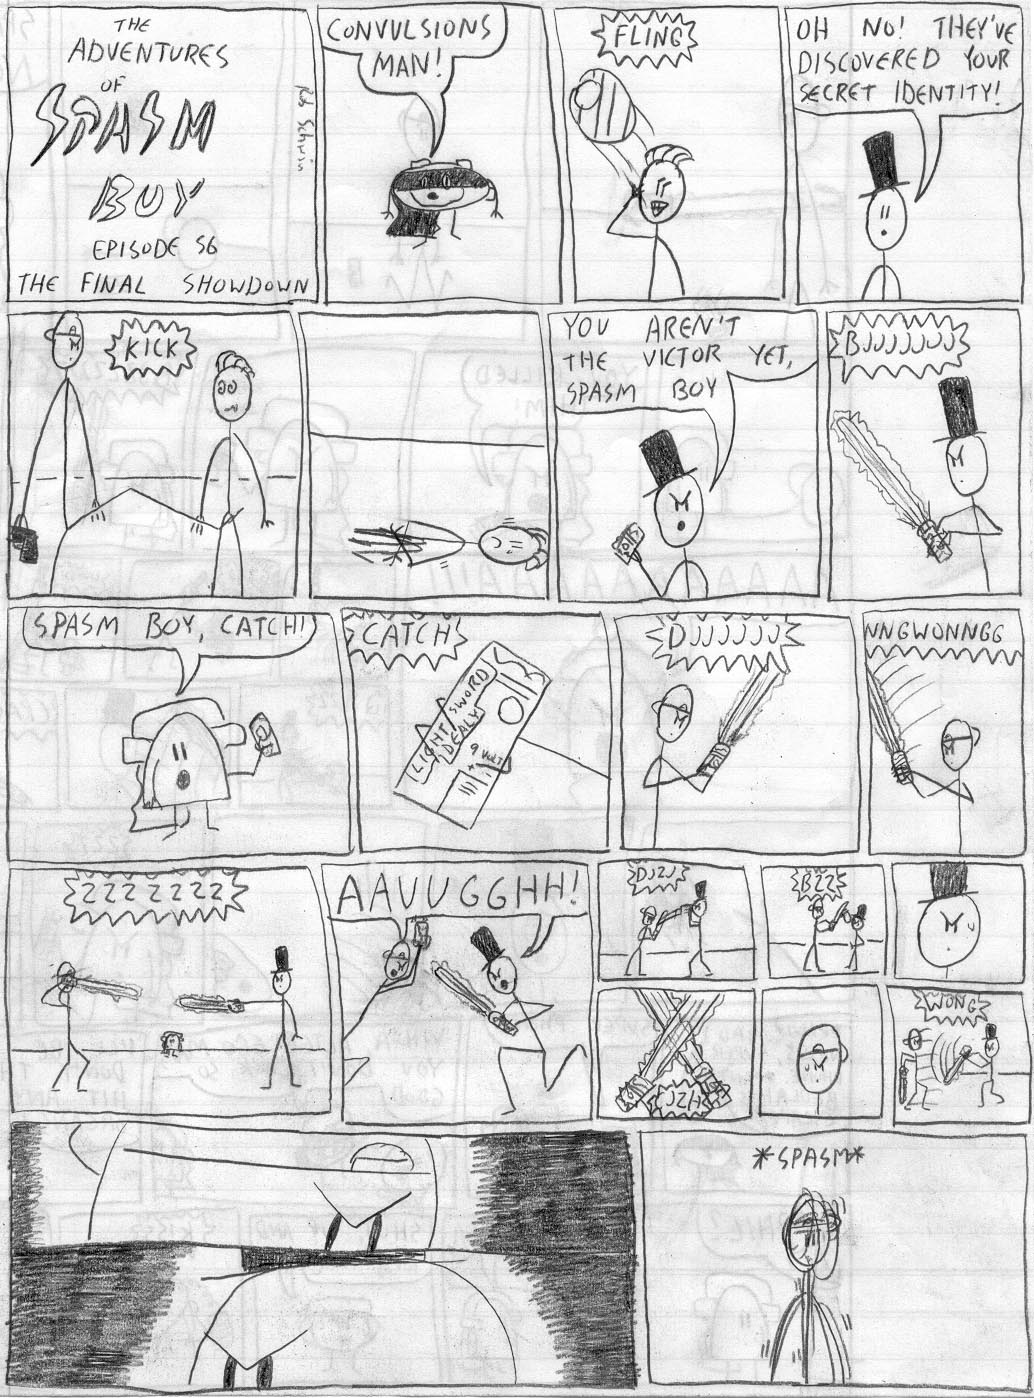 THE
ADVENTURES
OF
SPASM
BOY
EPISODE 56
THE FINAL SHOWDOWN
CONVULSIONS
MAN!
FLING
OH NO! THEY'VE
DISCOVERED YOUR
SECRET IDENTITY!
KICK
YOU AREN'T
THE VICTOR YET,
SPASM BOY
BJJJJJJJ
SPASM BOY, CATCH!
CATCH
LIGHT SWORD
DEALY
9 VOLT
DJJJJJJ
NNGWONNGG
ZZZZZZZ
AAUUGGHH!
DJZJ
BZZ
JZH
WONG
*SPASM*